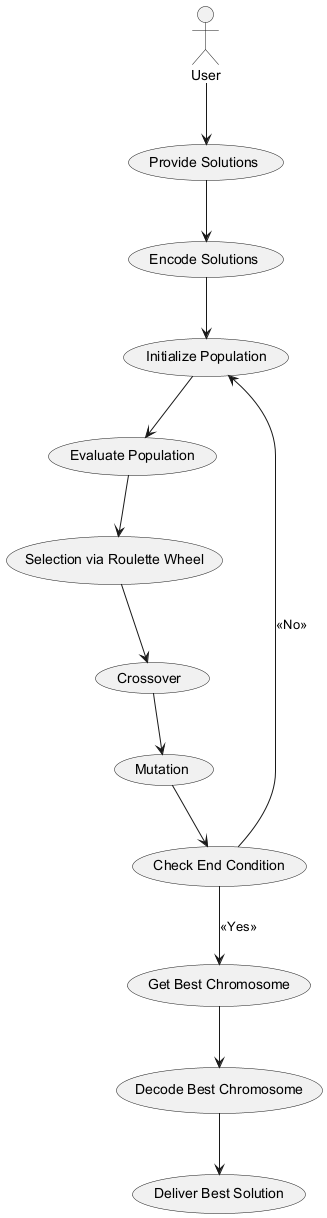 User
Provide Solutions
Encode Solutions
Initialize Population
Evaluate Population
Selection via Roulette Wheel
«No»
Crossover
Mutation
Check End Condition
«Yes»
Get Best Chromosome
Decode Best Chromosome
Deliver Best Solution